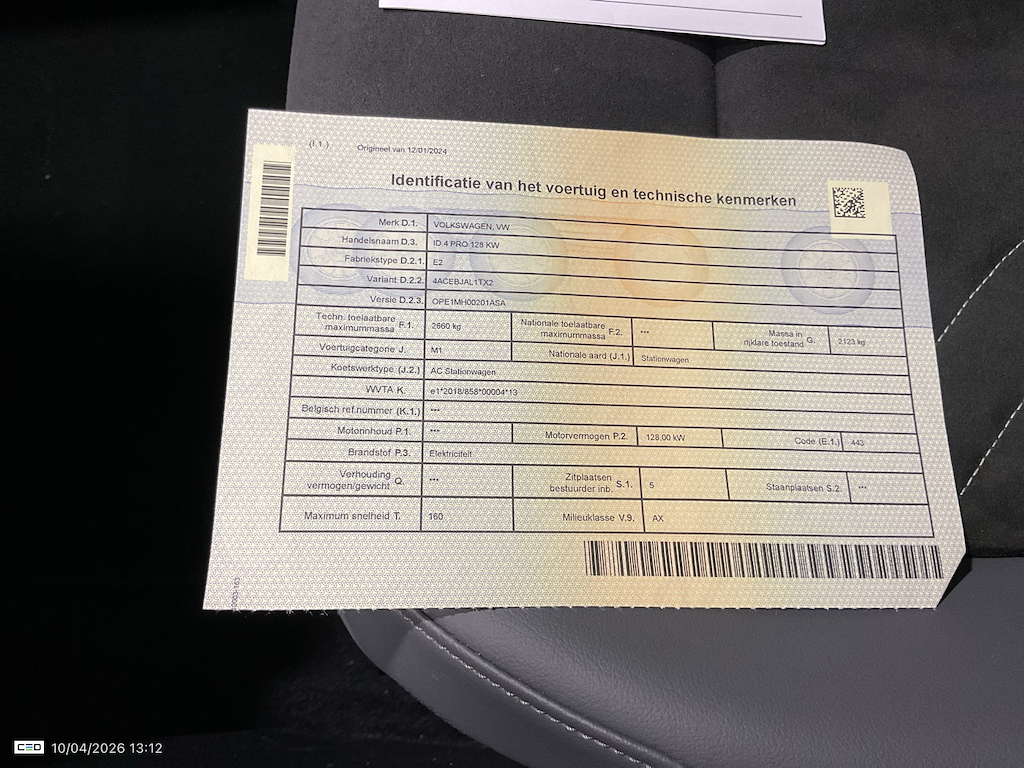 (I.1 ) Origineel van 12/01/2024
Identificatie van het voertuig en technische kenmerken
Merk D.1. VOLKSWAGEN, VW
Handelsnaam D.3. ID.4 PRO 128 KW
Fabriekstype D.2.1. E2
Variant D.2.2. 4ACEBJAL1TX2
Versie D.2.3. OPE1MH00201ASA
Techn. toelaatbare maximummassa F.1. 2660 kg Nationale toelaatbare maximummassa F.2. *** Massa in rijklare toestand G. 2123 kg
Voertuigcategorie J. M1 Nationale aard (J.1.) Stationwagen
Koetswerktype (J.2.) AC Stationwagen
WVTA K. e1*2018/858*00004*13
Belgisch ref.nummer (K.1.) ***
Motorinhoud P.1. *** Motorvermogen P.2. 128,00 kW Code (E.1.) 443
Brandstof P.3. Elektriciteit
Verhouding vermogen/gewicht Q. *** Zitplaatsen bestuurder inb. S.1. 5 Staanplaatsen S.2. ***
Maximum snelheid T. 160 Milieuklasse V.9. AX
CEO 10/04/2026 13:12